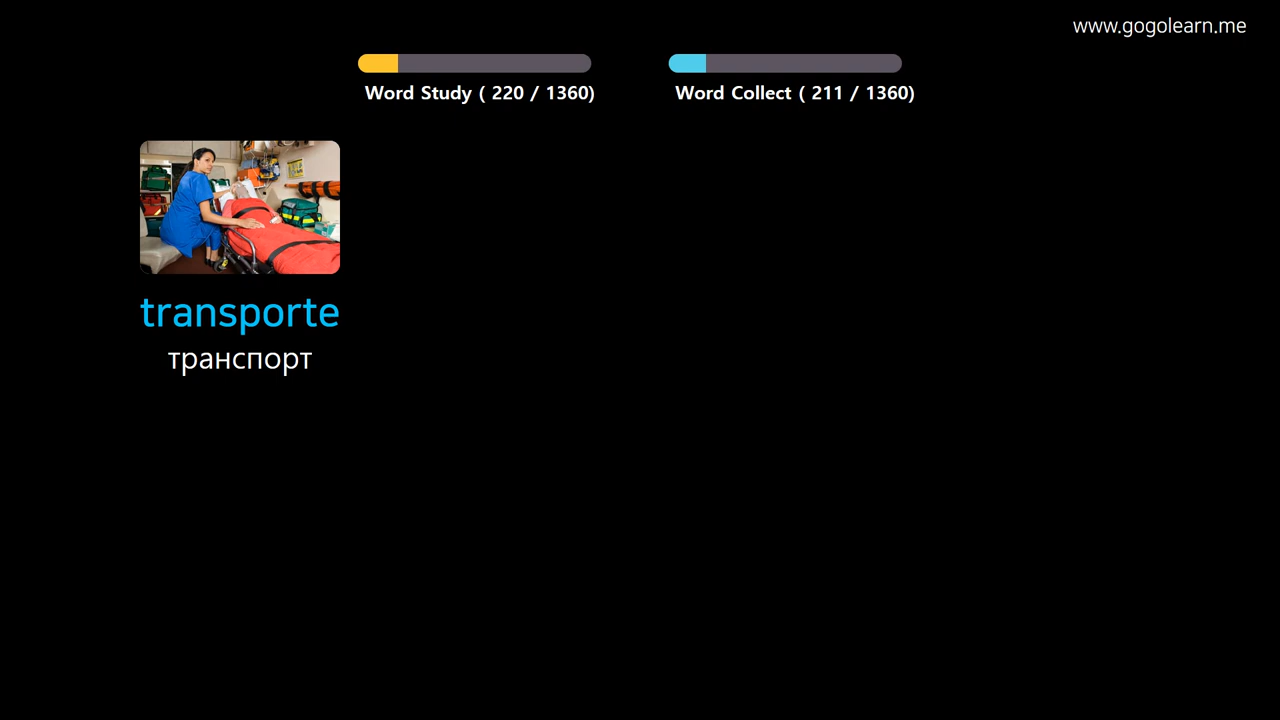 www.gogolearn.me
Word Study ( 220 / 1360)
Word Collect ( 211 / 1360)
transporte
транспорт